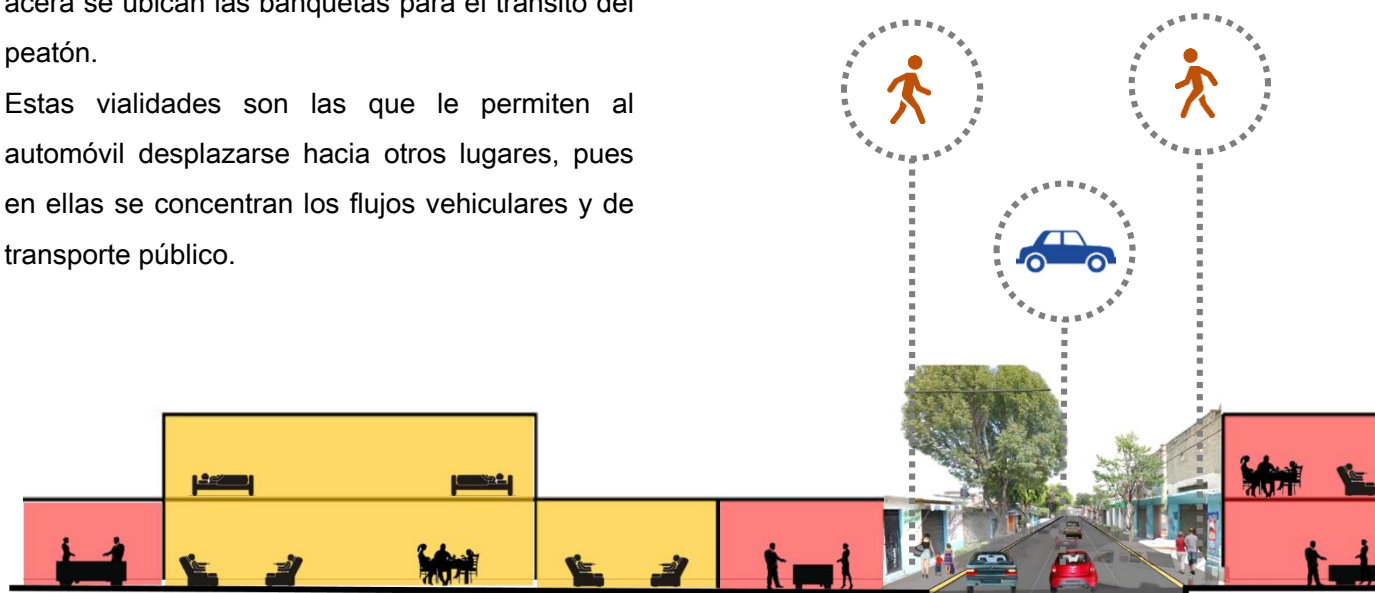 acera se ubican las banquetas para el tránsito del
peatón.
Estas vialidades son las que le permiten al
automóvil desplazarse hacia otros lugares, pues
en ellas se concentran los flujos vehiculares y de
transporte público.